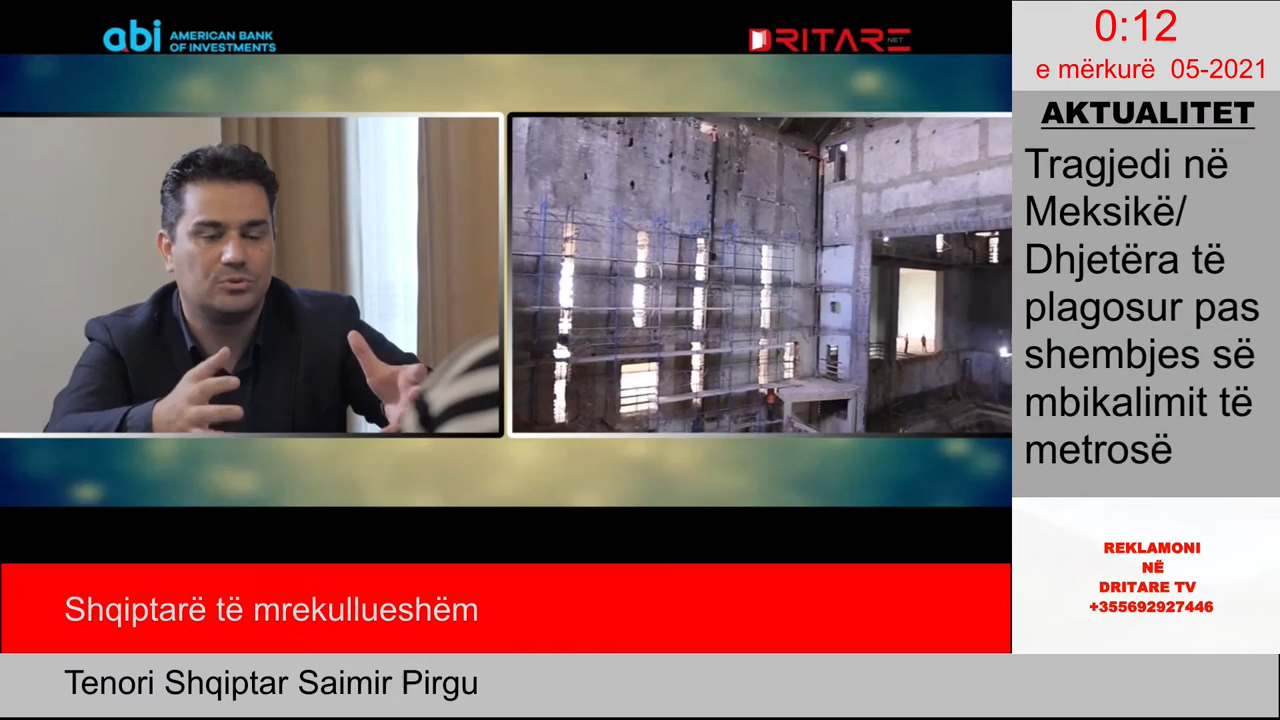 abi AMERICAN BANK
OF INVESTMENTS
DRITARE NET
0:12
e mërkurë 05-2021
AKTUALITET
Tragjedi në
Meksikë/
Dhjetëra të
plagosur pas
shembjes së
mbikalimit të
metrosë
REKLAMONI
NË
DRITARE TV
+355692927446
Shqiptarë të mrekullueshëm
Tenori Shqiptar Saimir Pirgu